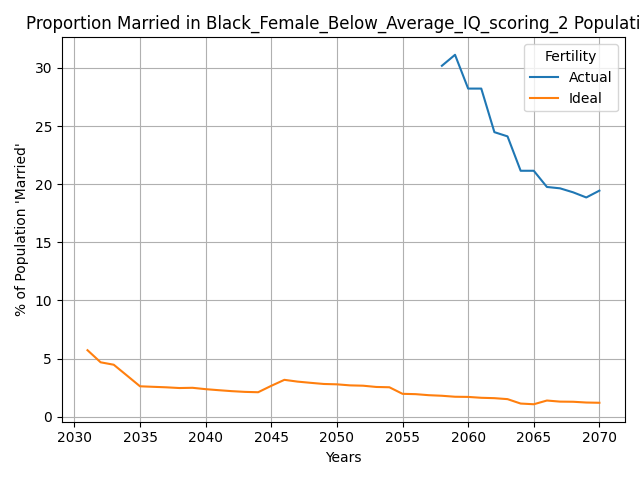 Proportion Married in Black_Female_Below_Average_IQ_scoring_2 Populati
Fertility
Actual
Ideal
% of Population 'Married'
30
25
20
15
10
5
0
2030 2035 2040 2045 2050 2055 2060 2065 2070
Years